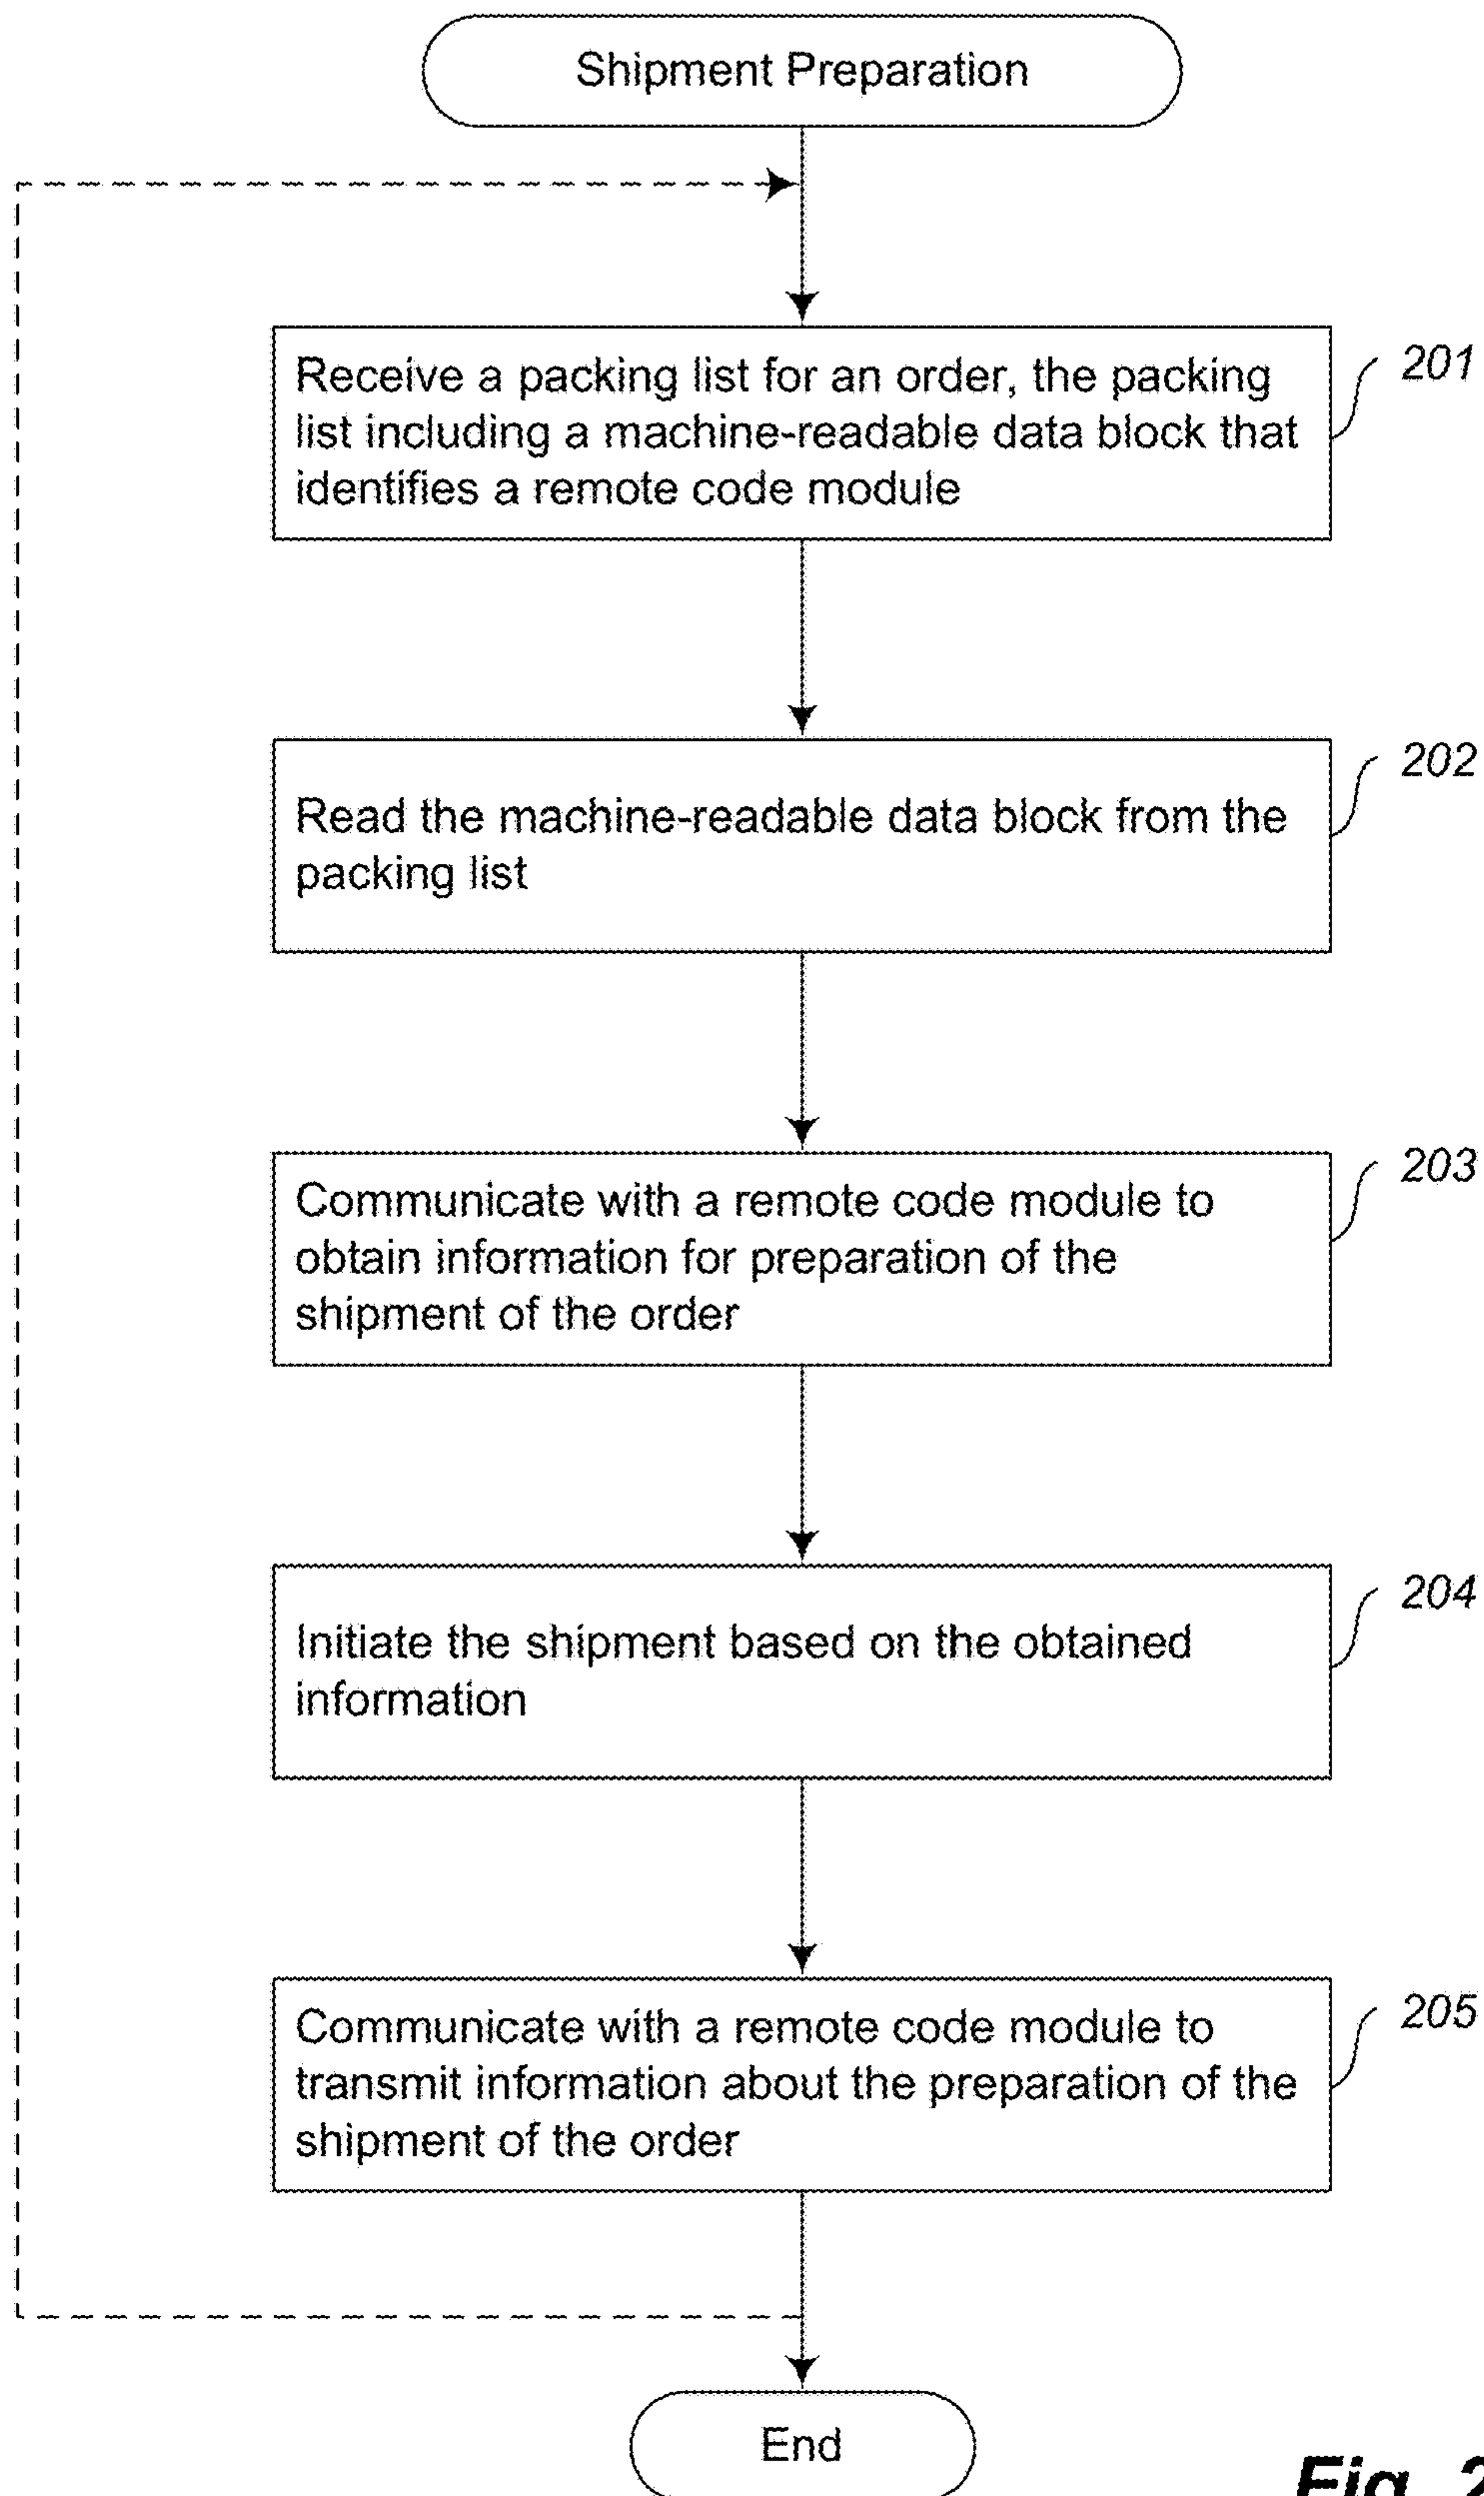 Shipment Preparation
Receive a packing list for an order, the packing
list including a machine-readable data block that
identifies a remote code module
201
Read the machine-readable data block from the
packing list
202
Communicate with a remote code module to
obtain information for preparation of the
shipment of the order
203
Initiate the shipment based on the obtained
information
204
Communicate with a remote code module to
transmit information about the preparation of the
shipment of the order
205
End
Fig. 2